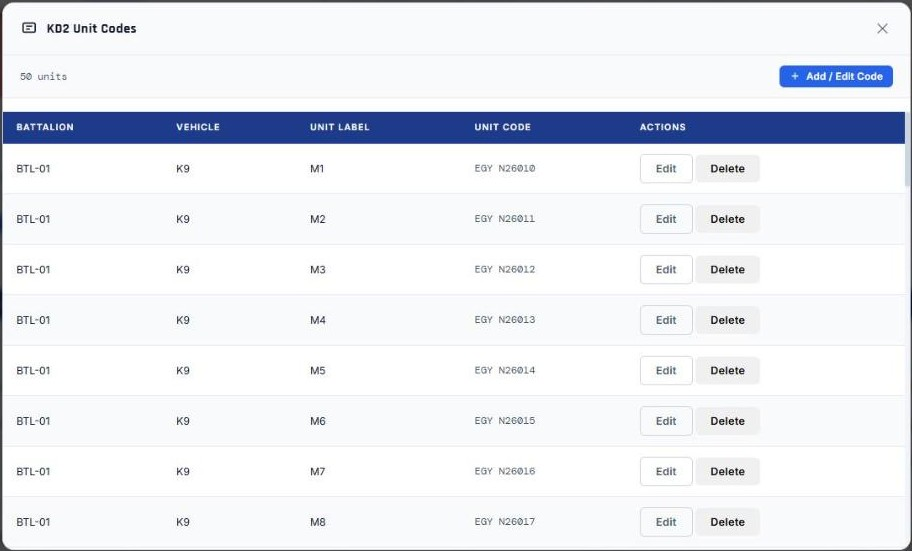 KD2 Unit Codes
50 units
+ Add / Edit Code
BATTALION VEHICLE UNIT LABEL UNIT CODE ACTIONS
BTL-01 K9 M1 EGY N26010 Edit Delete
BTL-01 K9 M2 EGY N26011 Edit Delete
BTL-01 K9 M3 EGY N26012 Edit Delete
BTL-01 K9 M4 EGY N26013 Edit Delete
BTL-01 K9 M5 EGY N26014 Edit Delete
BTL-01 K9 M6 EGY N26015 Edit Delete
BTL-01 K9 M7 EGY N26016 Edit Delete
BTL-01 K9 M8 EGY N26017 Edit Delete